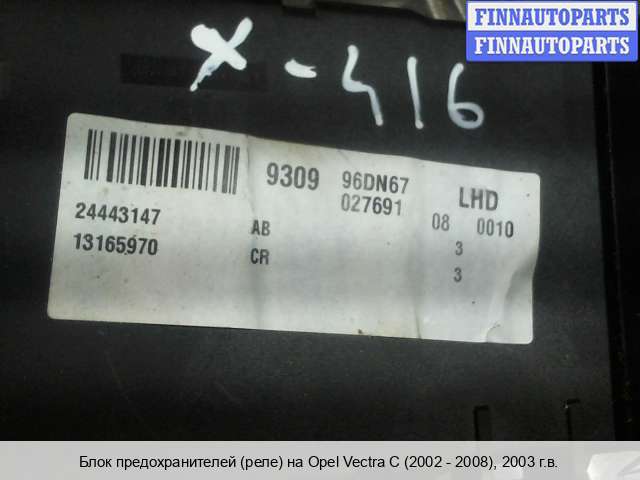 FINNAUTOPARTS
FINNAUTOPARTS
X-416
9309 96DN67 LHD
027691
24443147 AB 08 0010
13165970 CR 3
3
Блок предохранителей (реле) на Opel Vectra C (2002 - 2008), 2003 г.в.